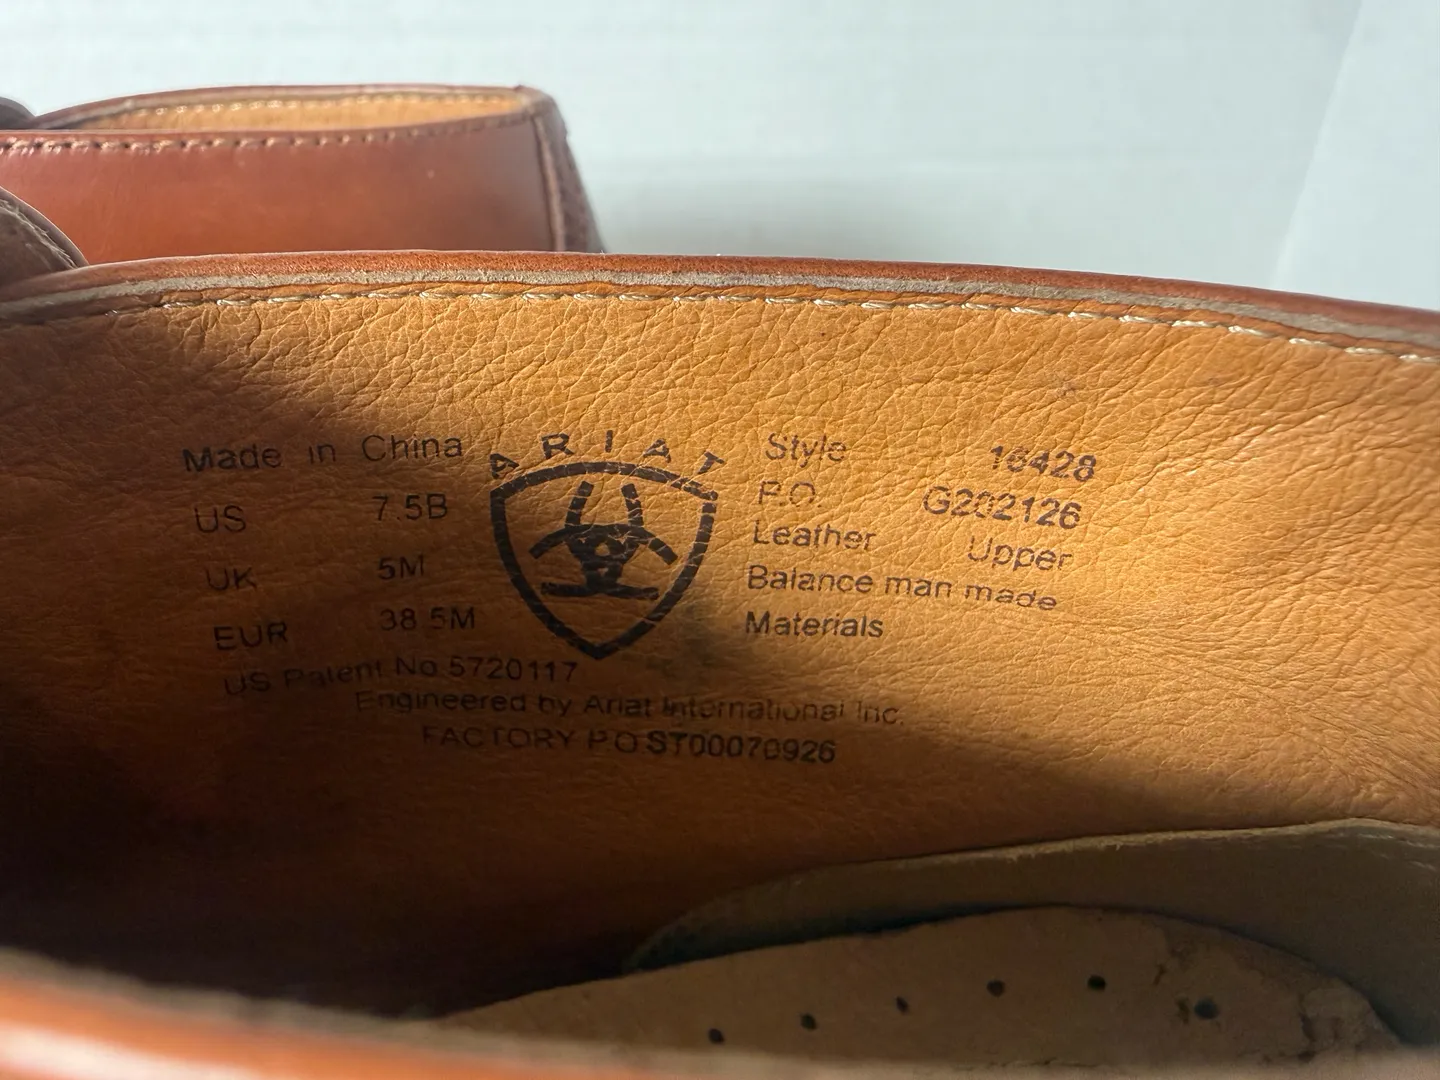 ARIAT
Made in China
US 7.5B
UK 5M
EUR 38.5M
US Patent No.5720117
Style 16428
P.O. G202126
Leather Upper
Balance man made
Materials
Engineered by Ariat International Inc.
FACTORY P.O ST00070926